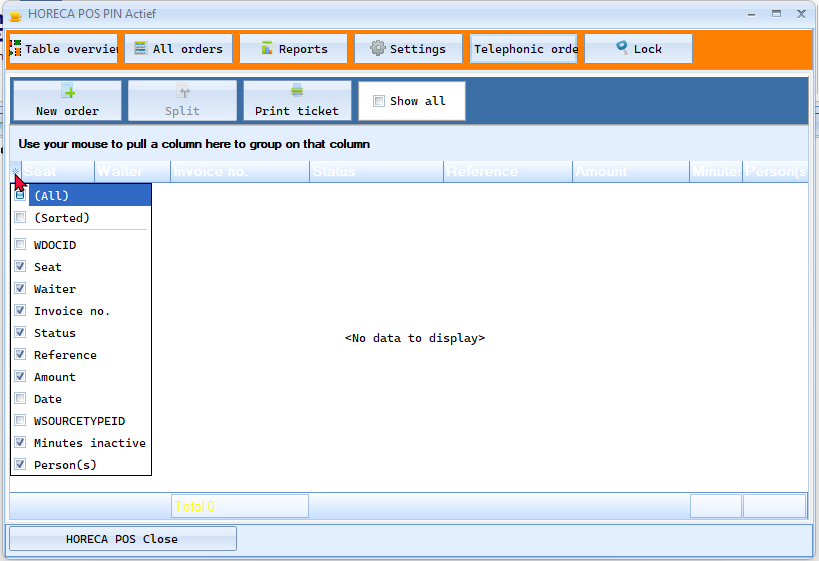 HORECA POS PIN Actief
Table overview All orders Reports Settings Telephonic orde Lock
New order Split Print ticket Show all
Use your mouse to pull a column here to group on that column
Seat Waiter Invoice no. Status Reference Amount Minutes Person(s
(All)
(Sorted)
WDOCID
Seat
Waiter
Invoice no.
Status
<No data to display>
Reference
Amount
Date
WSOURCETYPEID
Minutes inactive
Person(s)
Total 0
HORECA POS Close